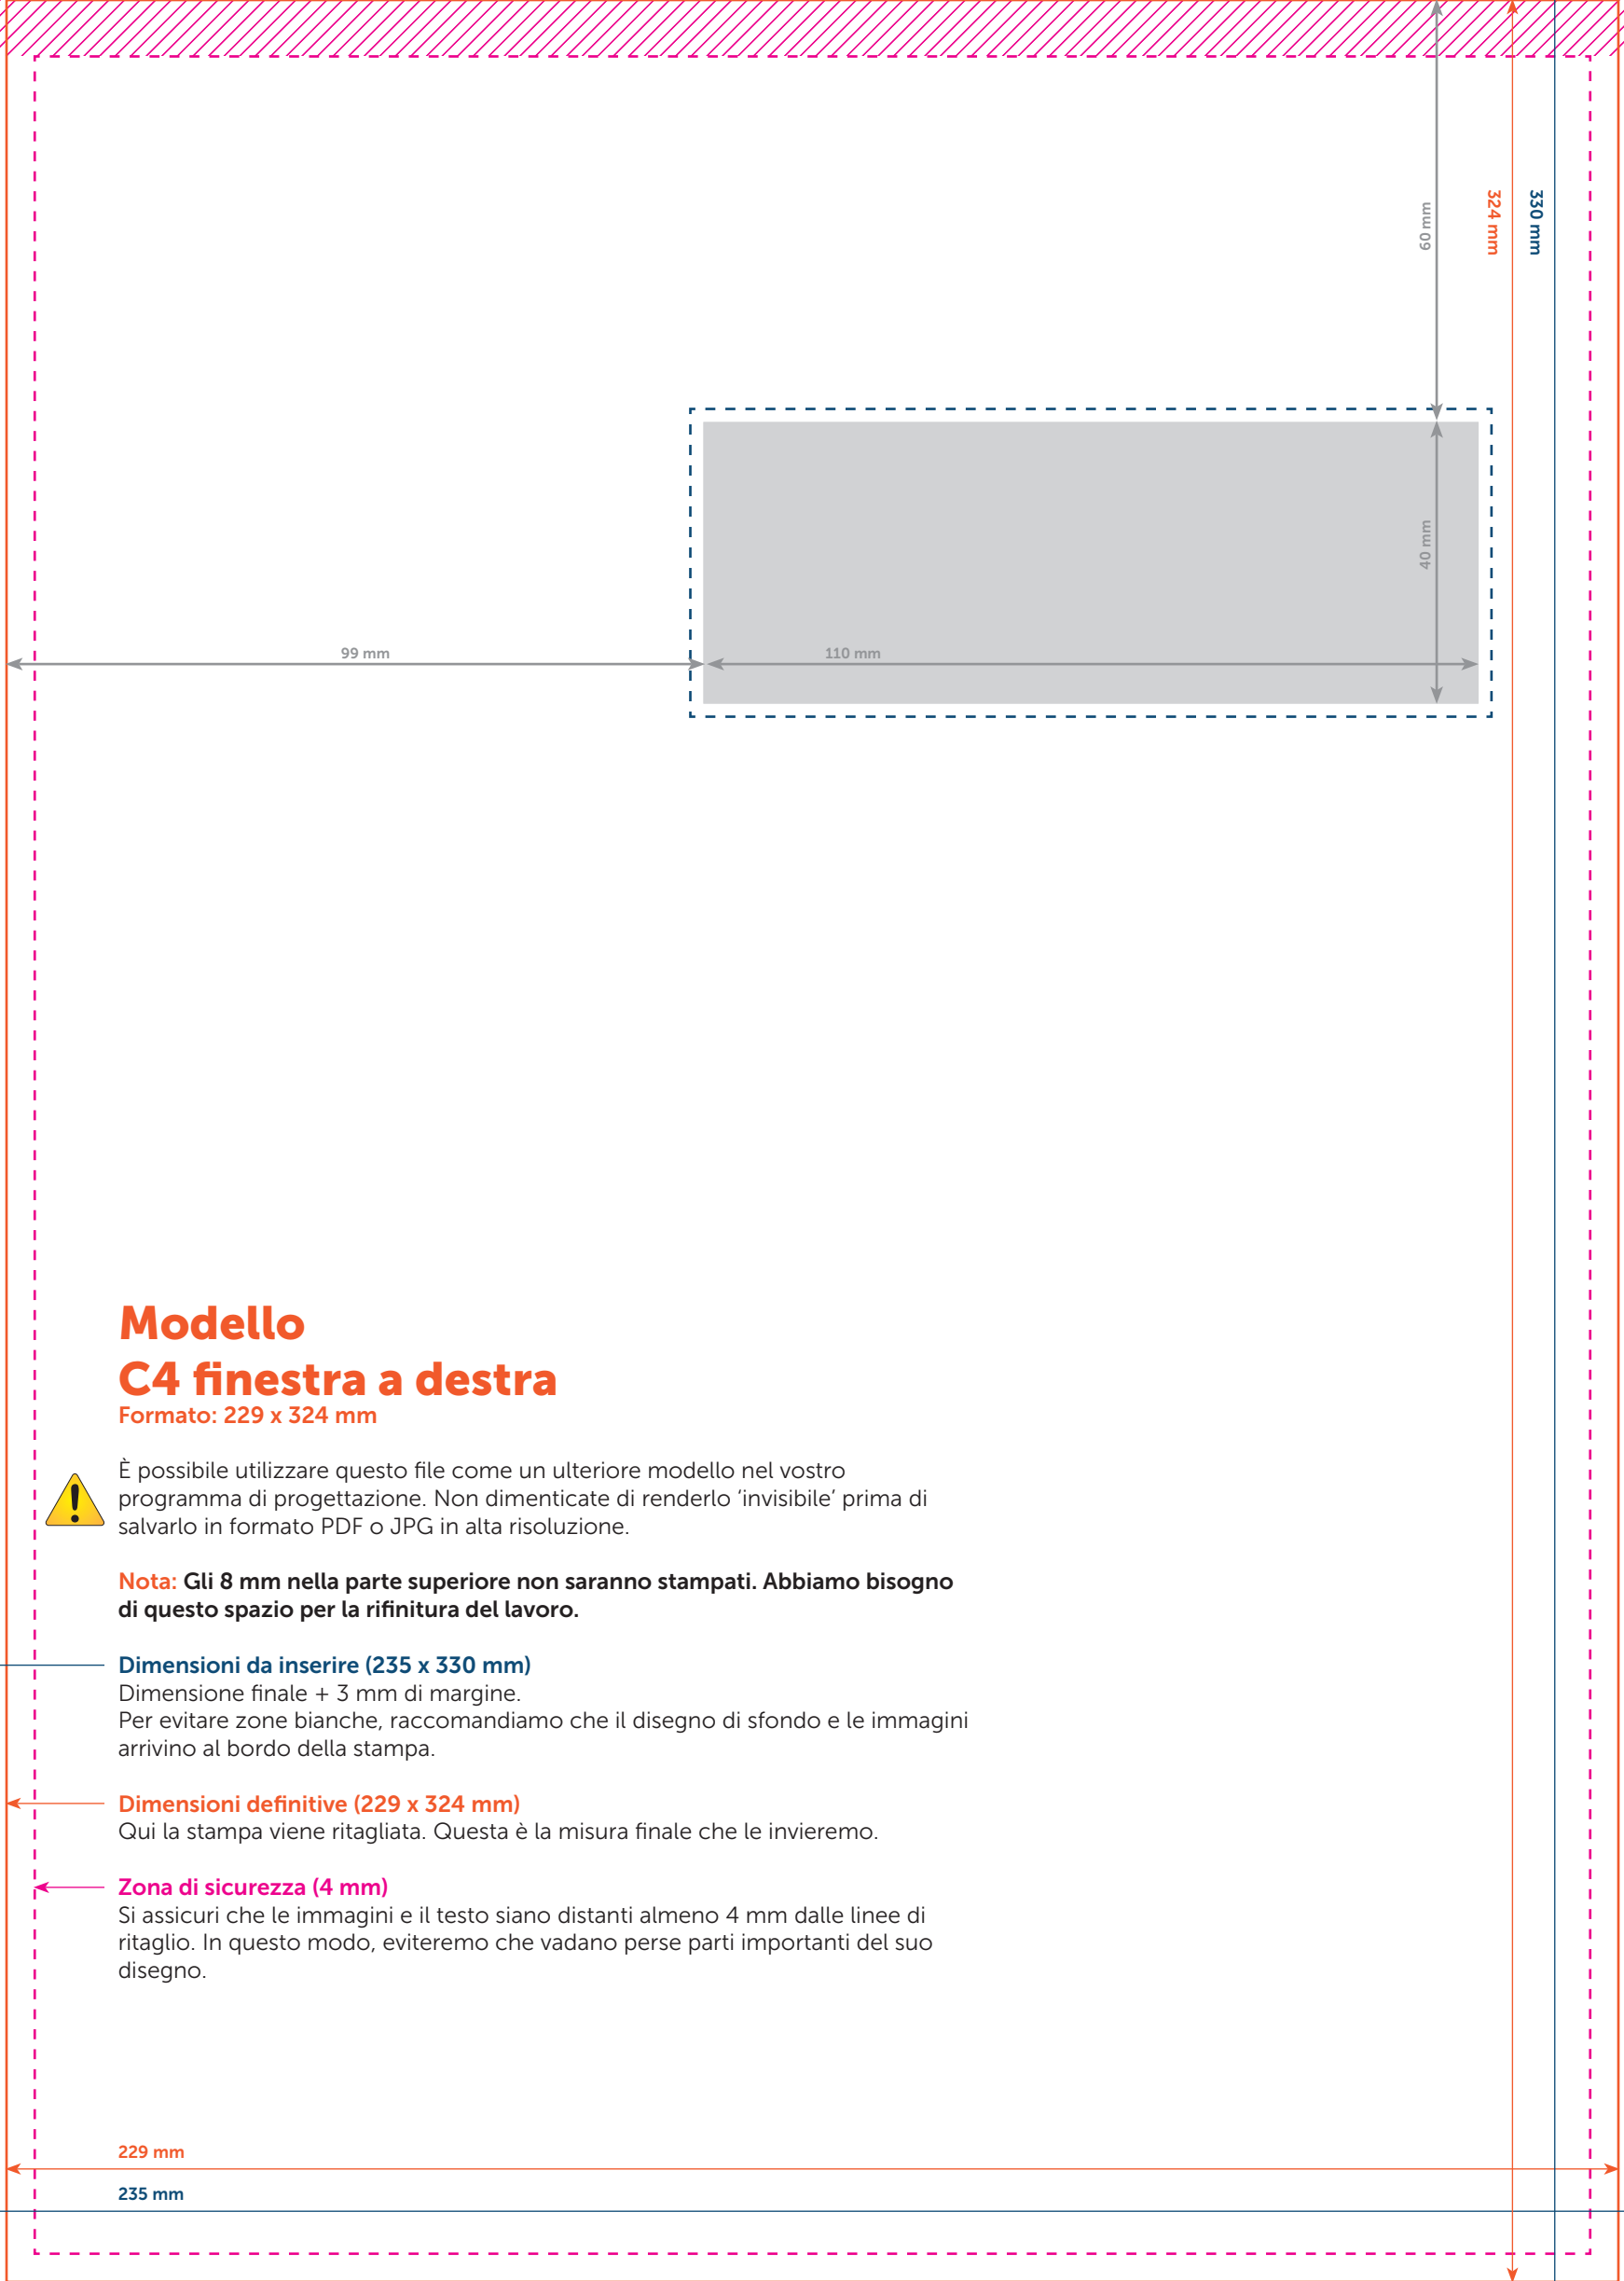 60 mm
324 mm
330 mm
40 mm
99 mm
110 mm
Modello
C4 finestra a destra
Formato: 229 x 324 mm
È possibile utilizzare questo file come un ulteriore modello nel vostro
programma di progettazione. Non dimenticate di renderlo ‘invisibile’ prima di
salvarlo in formato PDF o JPG in alta risoluzione.
Nota: Gli 8 mm nella parte superiore non saranno stampati. Abbiamo bisogno
di questo spazio per la rifinitura del lavoro.
Dimensioni da inserire (235 x 330 mm)
Dimensione finale + 3 mm di margine.
Per evitare zone bianche, raccomandiamo che il disegno di sfondo e le immagini
arrivino al bordo della stampa.
Dimensioni definitive (229 x 324 mm)
Qui la stampa viene ritagliata. Questa è la misura finale che le invieremo.
Zona di sicurezza (4 mm)
Si assicuri che le immagini e il testo siano distanti almeno 4 mm dalle linee di
ritaglio. In questo modo, eviteremo che vadano perse parti importanti del suo
disegno.
229 mm
235 mm